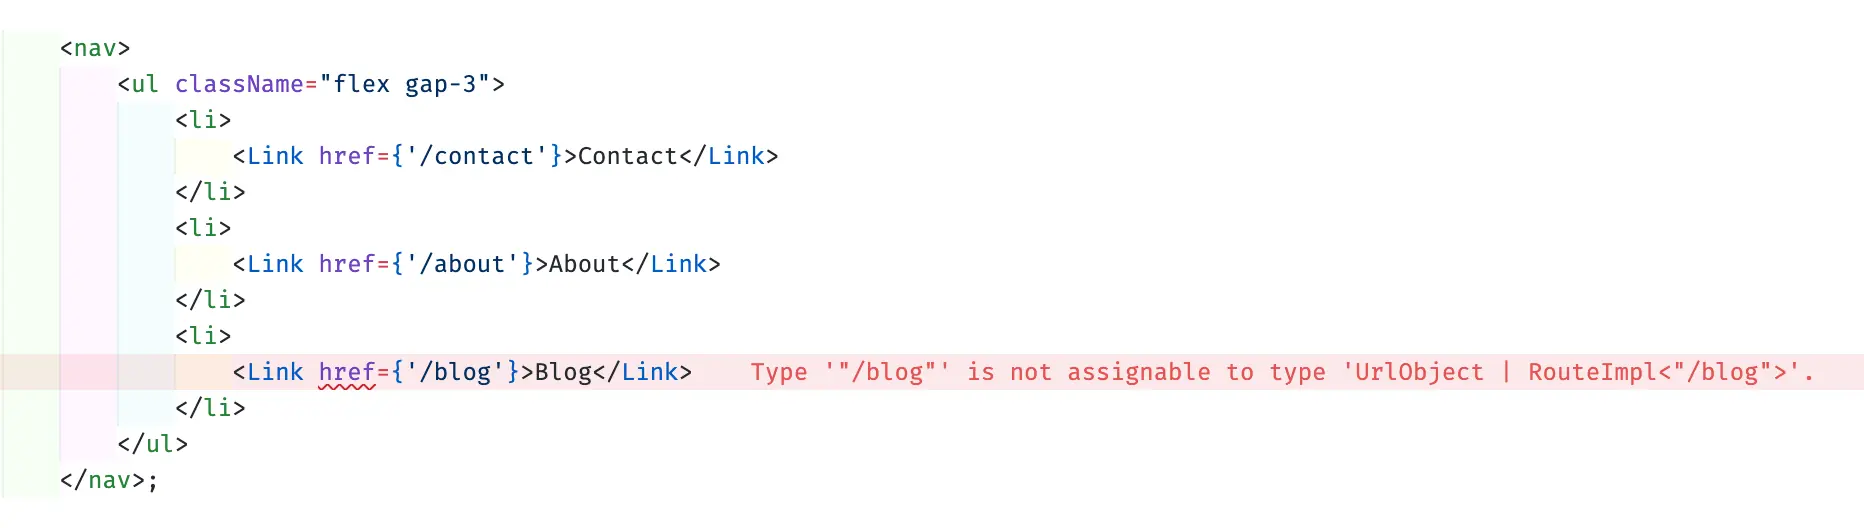 <nav>
<ul className="flex gap-3">
<li>
<Link href={'/contact'}>Contact</Link>
</li>
<li>
<Link href={'/about'}>About</Link>
</li>
<li>
<Link href={'/blog'}>Blog</Link> Type '"/blog"' is not assignable to type 'UrlObject | RouteImpl<"/blog">'.
</li>
</ul>
</nav>;